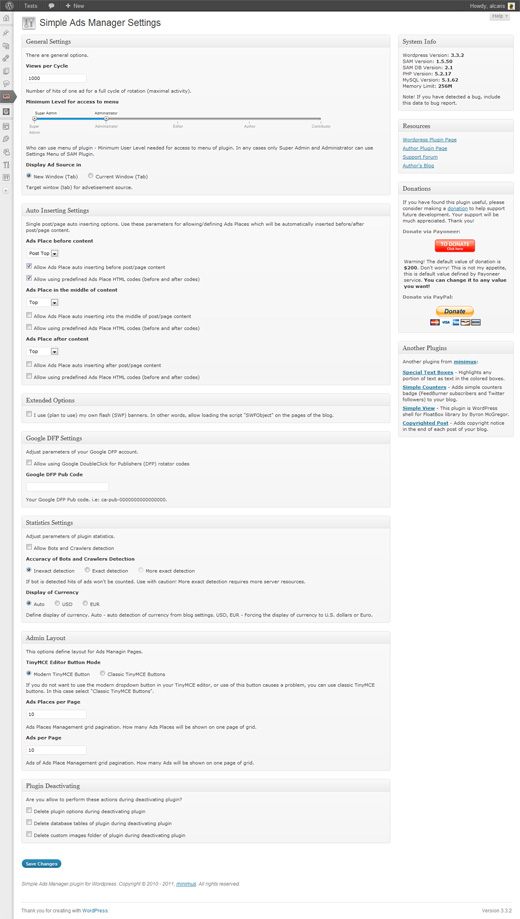 Tests
+ New
Howdy, alcaris
Help
Simple Ads Manager Settings
General Settings
There are general options.
Views per Cycle
1000
Number of hits of one ad for a full cycle of rotation (maximal activity).
Minimum Level for access to menu
Super Admin
Administrator
Super Admin
Administrator
Editor
Author
Contributor
Who can use menu of plugin - Minimum User Level needed for access to menu of plugin. In any cases only Super Admin and Administrator can use
Settings Menu of SAM Plugin.
Display Ad Source in
New Window (Tab)
Current Window (Tab)
Target wintow (tab) for advetisement source.
Auto Inserting Settings
Single post/page auto inserting options. Use these parameters for allowing/defining Ads Places which will be automatically inserted before/after
post/page content.
Ads Place before content
Post Top
Allow Ads Place auto inserting before post/page content
Allow using predefined Ads Place HTML codes (before and after codes)
Ads Place in the middle of content
Top
Allow Ads Place auto inserting into the middle of post/page content
Allow using predefined Ads Place HTML codes (before and after codes)
Ads Place after content
Top
Allow Ads Place auto inserting after post/page content
Allow using predefined Ads Place HTML codes (before and after codes)
Extended Options
I use (plan to use) my own flash (SWF) banners. In other words, allow loading the script "SWFObject" on the pages of the blog.
Google DFP Settings
Adjust parameters of your Google DFP account.
Allow using Google DoubleClick for Publishers (DFP) rotator codes
Google DFP Pub Code
Your Google DFP Pub code. i.e: ca-pub-0000000000000000.
Statistics Settings
Adjust parameters of plugin statistics.
Allow Bots and Crawlers detection
Accuracy of Bots and Crawlers Detection
Inexact detection
Exact detection
More exact detection
If bot is detected hits of ads won't be counted. Use with caution! More exact detection requires more server resources.
Display of Currency
Auto
USD
EUR
Define display of currency. Auto - auto detection of currency from blog settings. USD, EUR - Forcing the display of currency to U.S. dollars or Euro.
Admin Layout
This options define layout for Ads Managin Pages.
TinyMCE Editor Button Mode
Modern TinyMCE Button
Classic TinyMCE Buttons
If you do not want to use the modern dropdown button in your TinyMCE editor, or use of this button causes a problem, you can use classic TinyMCE
buttons. In this case select "Classic TinyMCE Buttons".
Ads Places per Page
10
Ads Places Management grid pagination. How many Ads Places will be shown on one page of grid.
Ads per Page
10
Ads of Ads Place Management grid pagination. How many Ads will be shown on one page of grid.
Plugin Deactivating
Are you allow to perform these actions during deactivating plugin?
Delete plugin options during deactivating plugin
Delete database tables of plugin during deactivating plugin
Delete custom images folder of plugin during deactivating plugin
Save Changes
Simple Ads Manager plugin for Wordpress. Copyright © 2010 - 2011, minimus. All rights reserved.
Thank you for creating with WordPress.
Version 3.3.2
System Info
Wordpress Version: 3.3.2
SAM Version: 1.5.50
SAM DB Version: 2.1
PHP Version: 5.2.17
MySQL Version: 5.1.62
Memory Limit: 256M
Note! If you have detected a bug, include
this data to bug report.
Resources
Wordpress Plugin Page
Author Plugin Page
Support Forum
Author's Blog
Donations
If you have found this plugin useful, please
consider making a donation to help support
future development. Your support will be
much appreciated. Thank you!
Donate via Payoneer:
TO DONATE
Click Here
Warning! The default value of donation is
$200. Don't worry! This is not my appetite,
this is default value defined by Payoneer
service. You can change it to any value
you want!
Donate via PayPal:
Donate
Another Plugins
Another plugins from minimus:
Special Text Boxes - Highlights any
portion of text as text in the colored boxes.
Simple Counters - Adds simple counters
badge (FeedBurner subscribers and Twitter
followers) to your blog.
Simple View - This plugin is WordPress
shell for FloatBox library by Byron McGregor.
Copyrighted Post - Adds copyright notice
in the end of each post of your blog.